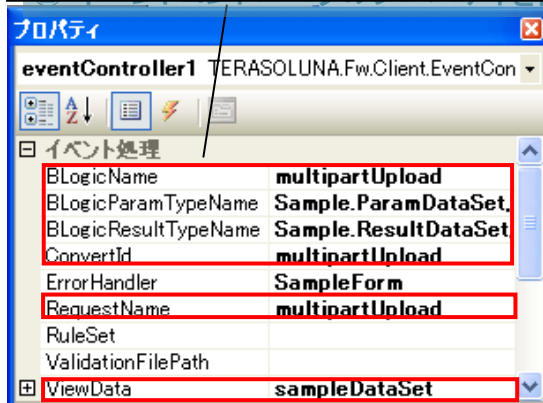 プロパティ
eventController1 TERASOLUNA.Fw.Client.EventCon
イベント処理
BLogicName multipartUpload
BLogicParamTypeName Sample.ParamDataSet,
BLogicResultTypeName Sample.ResultDataSet,
ConvertId multipartUpload
ErrorHandler SampleForm
RequestName multipartUpload
RuleSet
ValidationFilePath
ViewData sampleDataSet